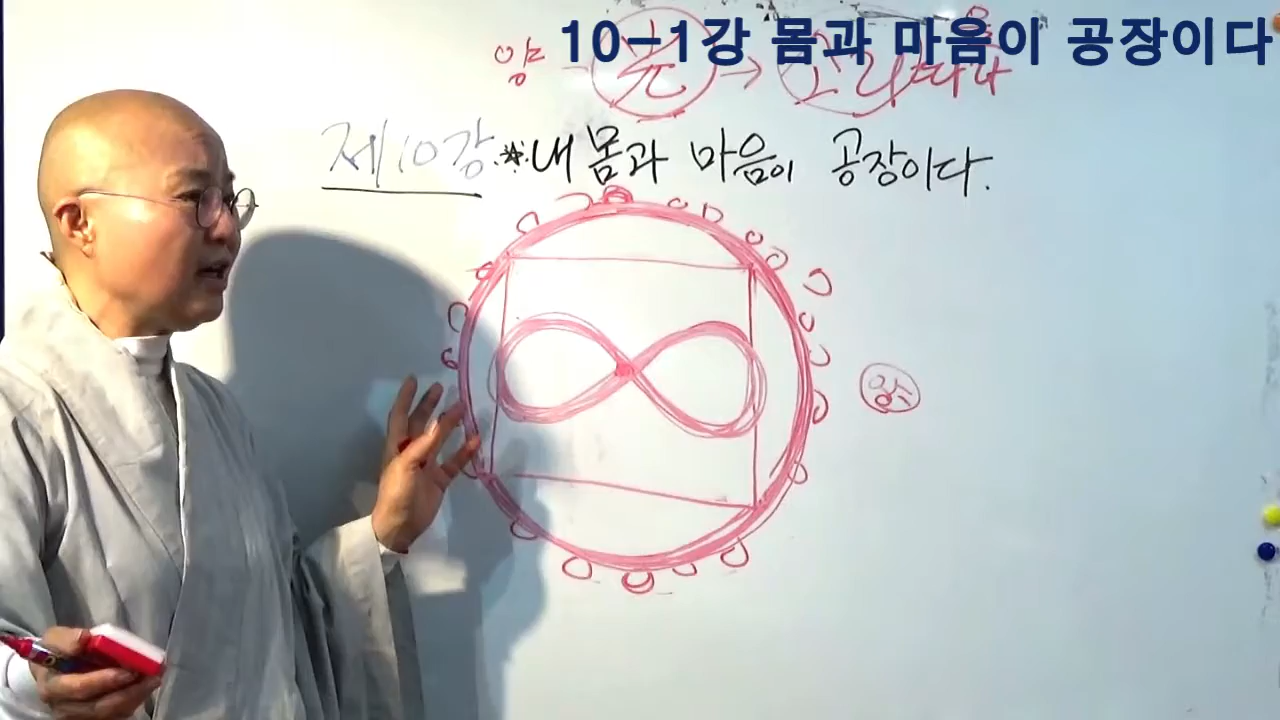 10-1강 몸과 마음이 공장이다
양
제10강 * 내 몸과 마음이 공장이다.